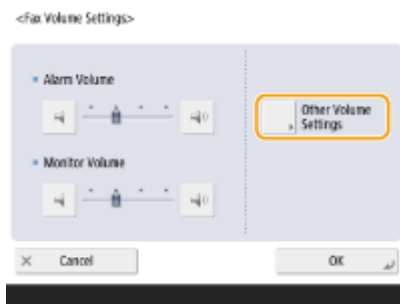 <Fax Volume Settings>
Alarm Volume
Other Volume
Settings
Monitor Volume
Cancel
OK